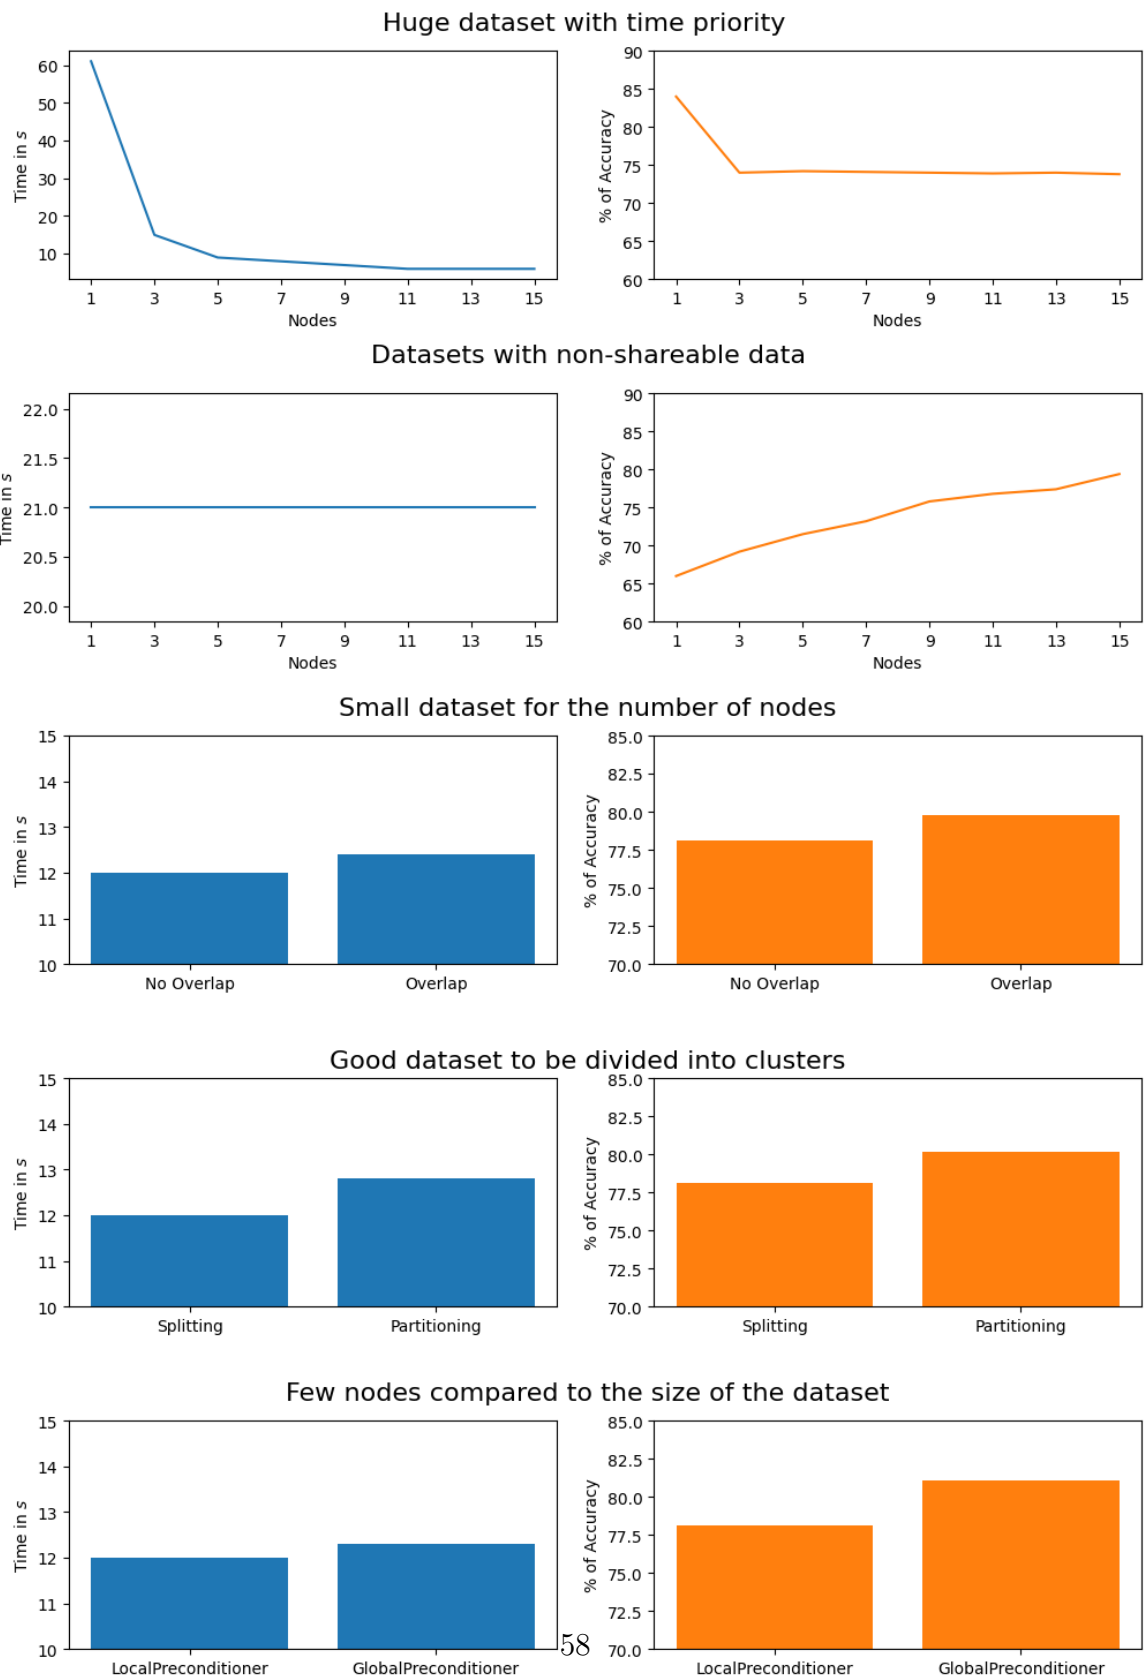 Huge dataset with time priority
Time in s
60
50
40
30
20
10
1 3 5 7 9 11 13 15
Nodes
% of Accuracy
90
85
80
75
70
65
60
1 3 5 7 9 11 13 15
Nodes
Datasets with non-shareable data
Time in s
22.0
21.5
21.0
20.5
20.0
1 3 5 7 9 11 13 15
Nodes
% of Accuracy
90
85
80
75
70
65
60
1 3 5 7 9 11 13 15
Nodes
Small dataset for the number of nodes
Time in s
15
14
13
12
11
10
No Overlap Overlap
% of Accuracy
85.0
82.5
80.0
77.5
75.0
72.5
70.0
No Overlap Overlap
Good dataset to be divided into clusters
Time in s
15
14
13
12
11
10
Splitting Partitioning
% of Accuracy
85.0
82.5
80.0
77.5
75.0
72.5
70.0
Splitting Partitioning
Few nodes compared to the size of the dataset
Time in s
15
14
13
12
11
10
LocalPreconditioner GlobalPreconditioner
% of Accuracy
85.0
82.5
80.0
77.5
75.0
72.5
70.0
LocalPreconditioner GlobalPreconditioner
58